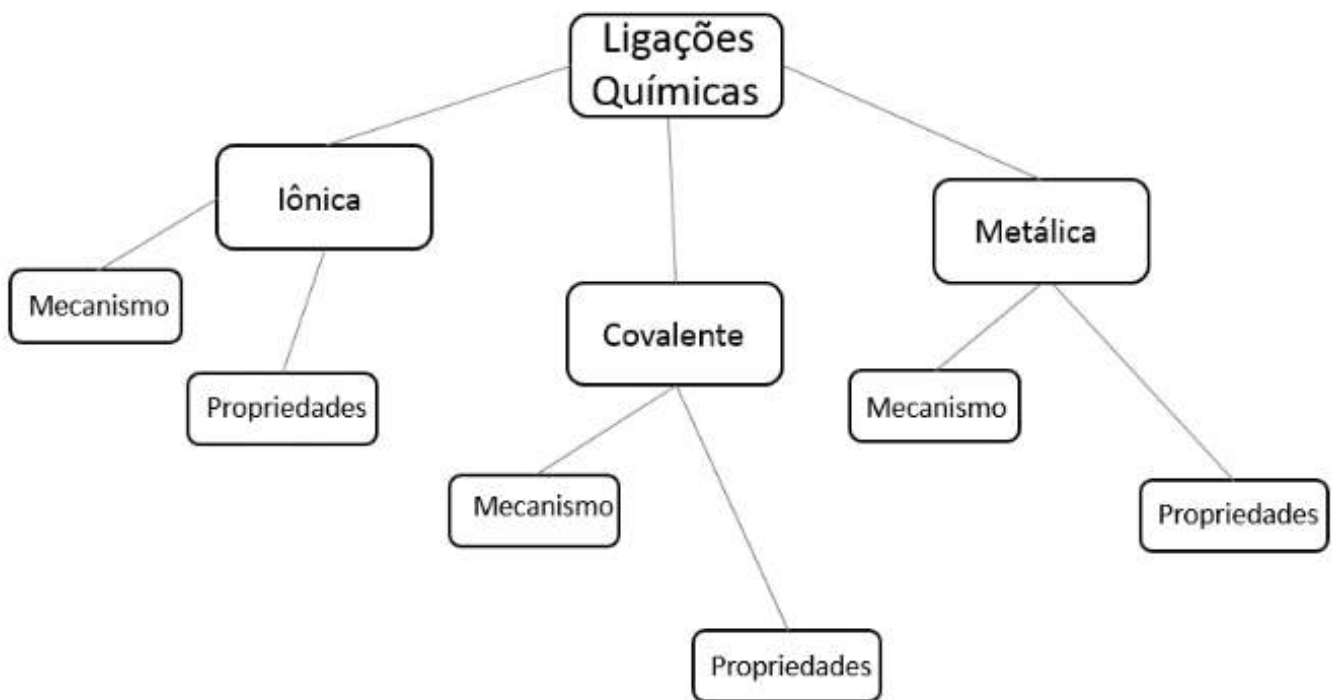 Ligações
Químicas
Iônica
Metálica
Mecanismo
Covalente
Propriedades
Mecanismo
Mecanismo
Propriedades
Propriedades